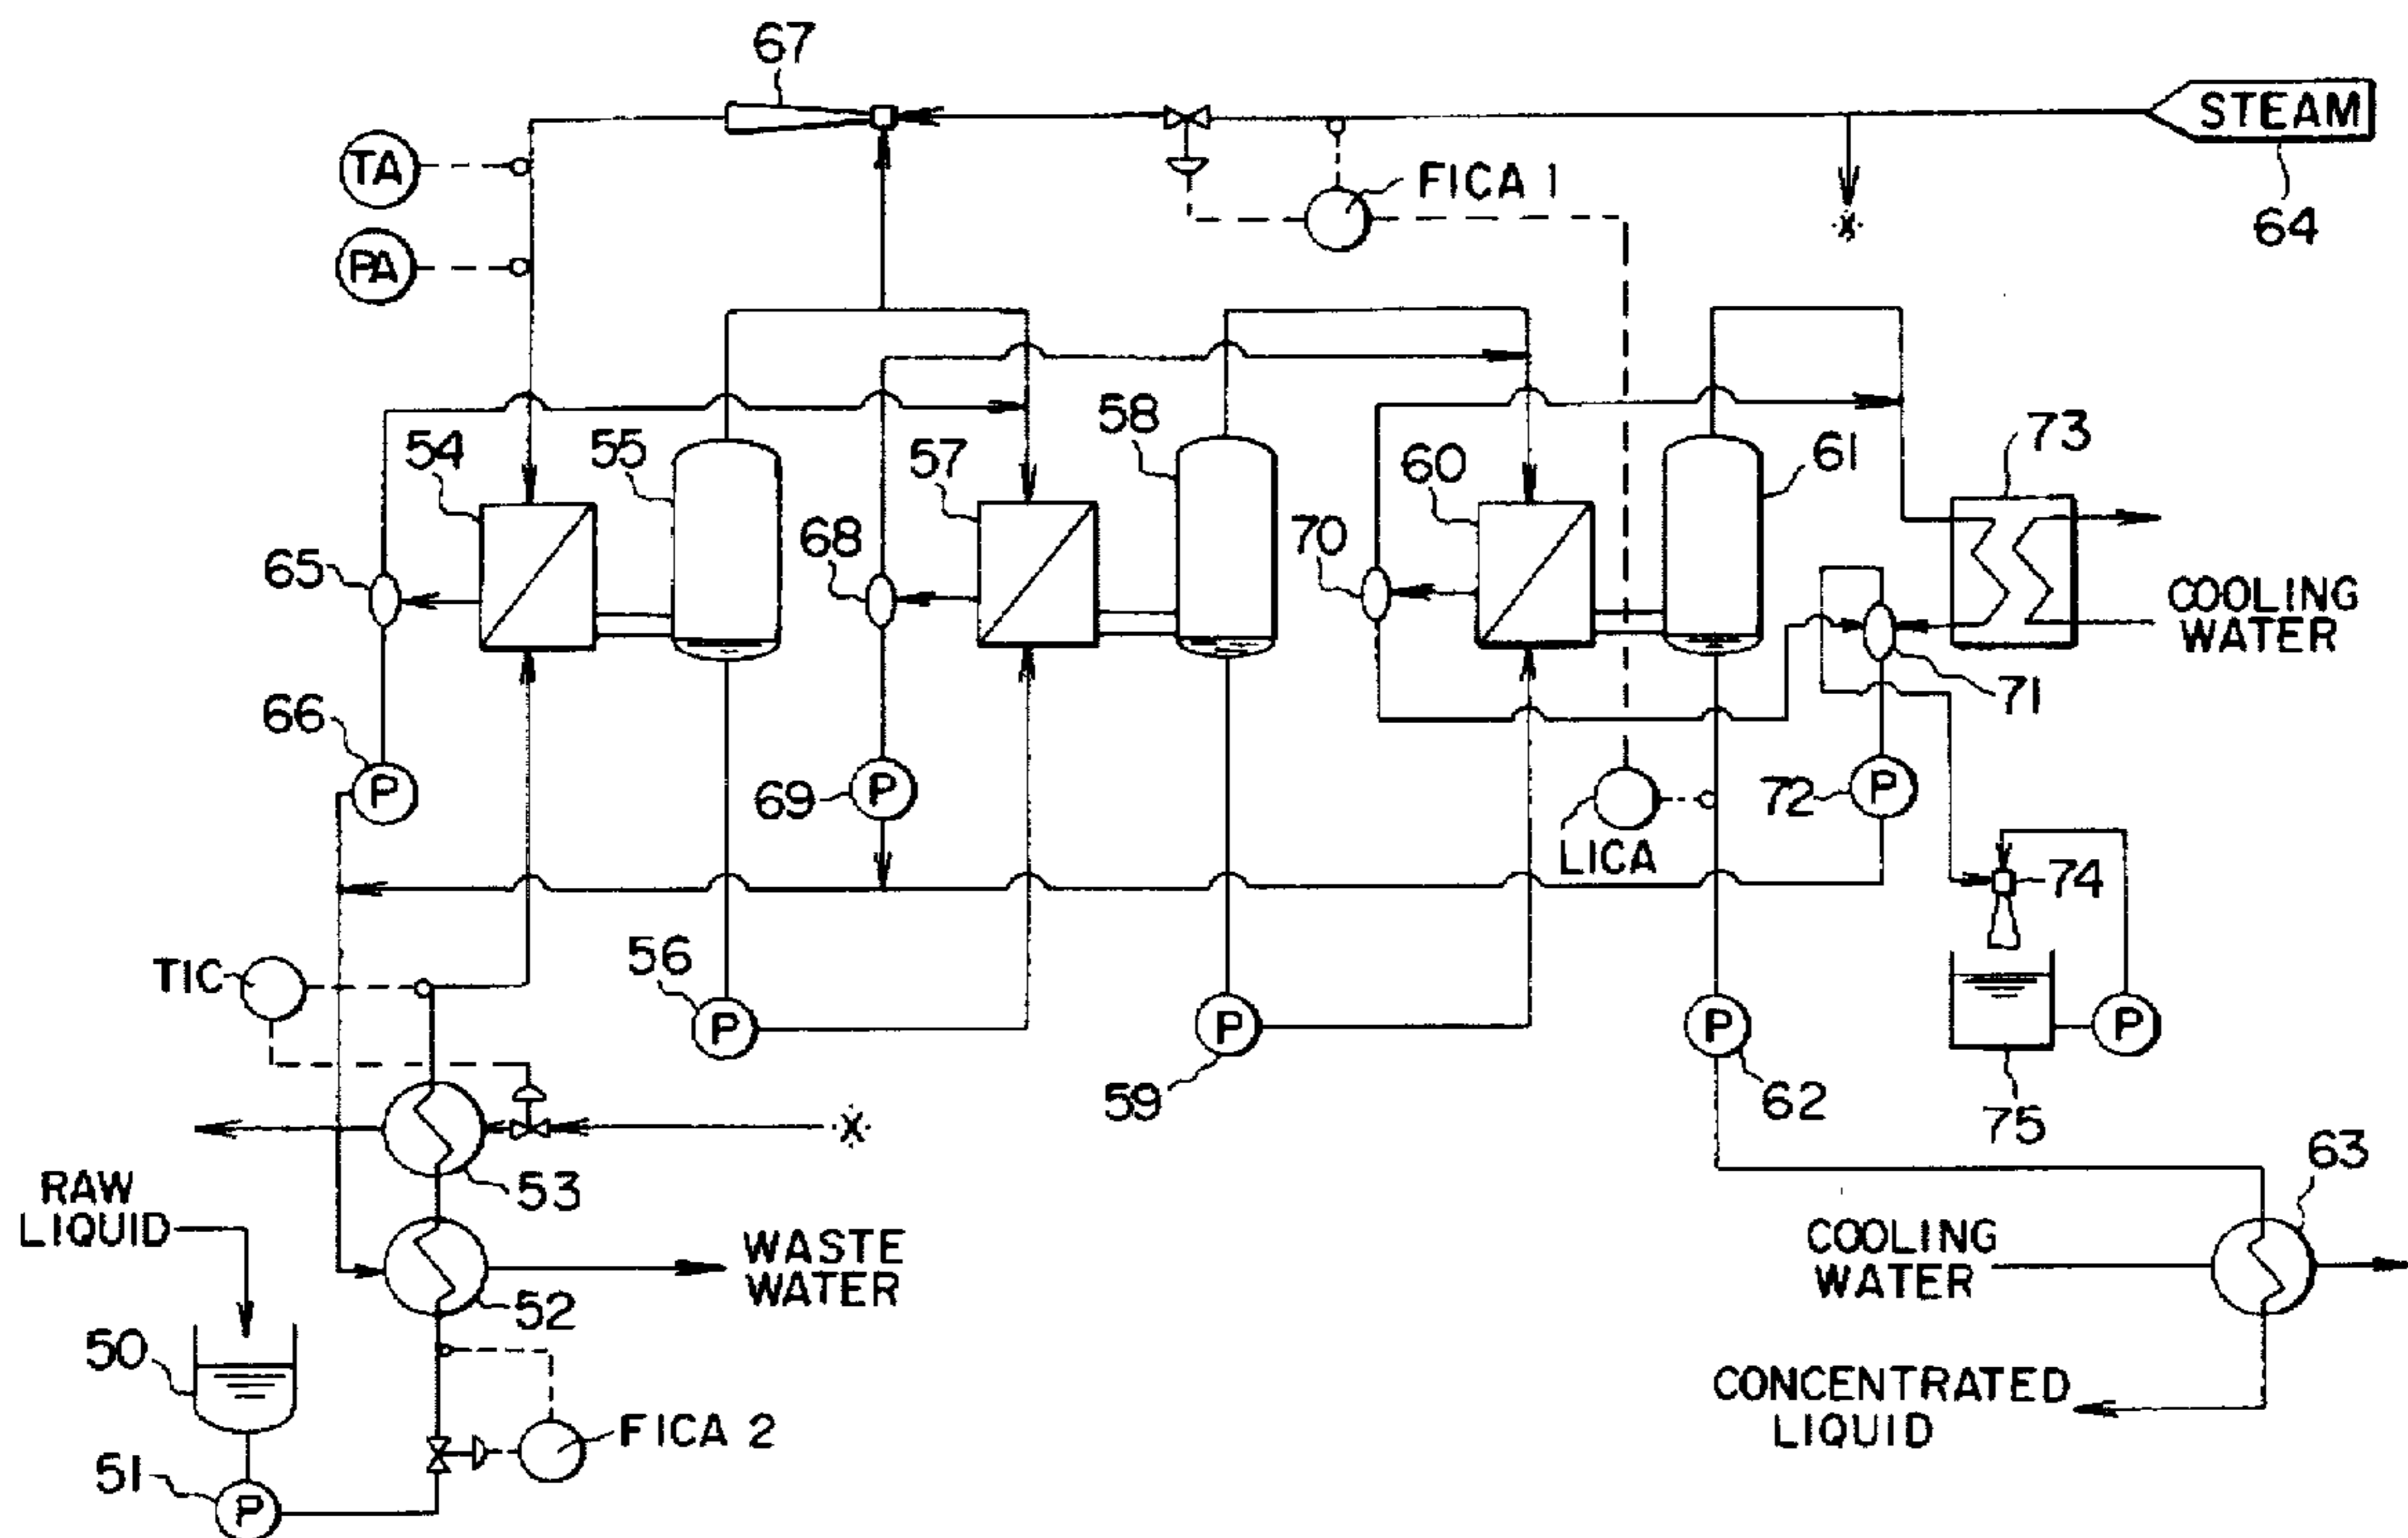 67
STEAM
TA
FICA 1
64
PA
54
55
57
58
60
61
73
65
68
70
COOLING
WATER
71
66
69
72
LICA
74
TIC
56
P
P
P
P
P
P
P
59
62
75
*
*
53
63
RAW
LIQUID
WASTE
WATER
COOLING
WATER
52
50
CONCENTRATED
LIQUID
FICA 2
51
P